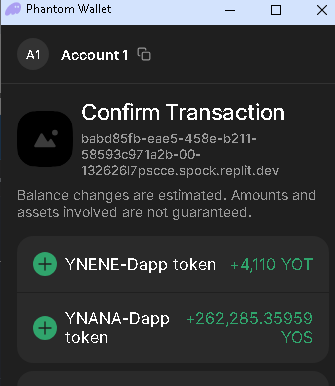 Phantom Wallet
A1 Account 1
Confirm Transaction
babd85fb-eae5-458e-b211-
58593c971a2b-00-
132626l7pscce.spock.replit.dev
Balance changes are estimated. Amounts and
assets involved are not guaranteed.
YNENE-Dapp token +4,110 YOT
YNANA-Dapp +262,285.35959
token YOS